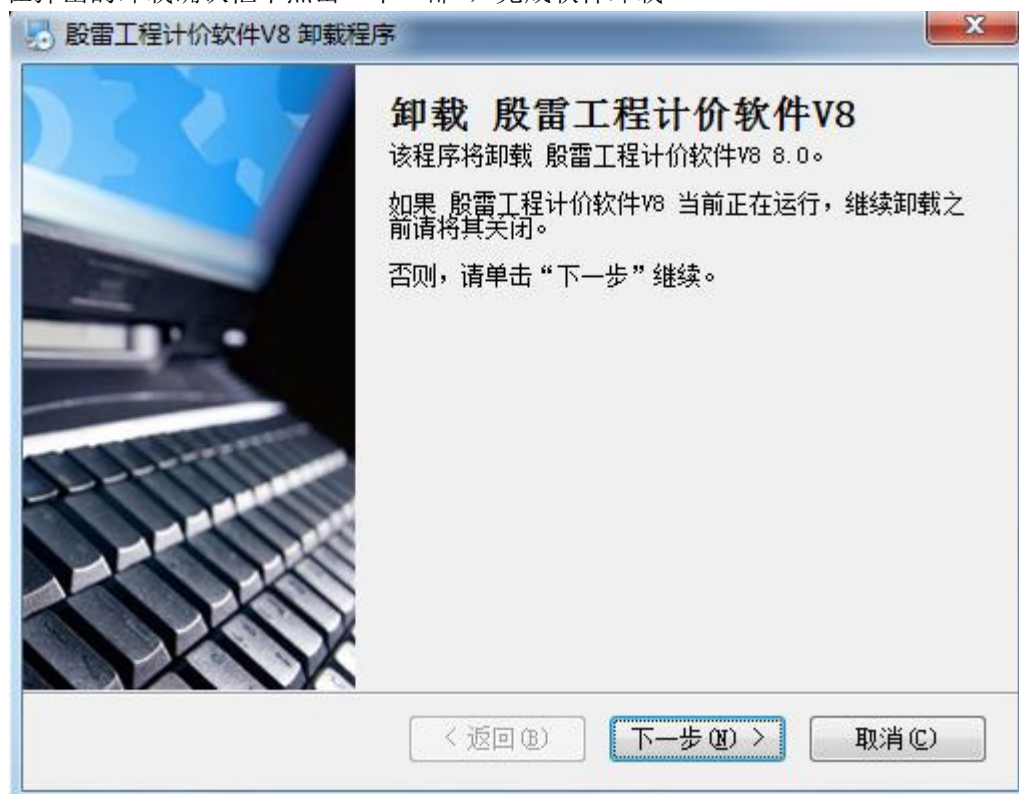 殷雷工程计价软件V8 卸载程序
卸载 殷雷工程计价软件V8
该程序将卸载 殷雷工程计价软件V8 8.0。
如果 殷雷工程计价软件V8 当前正在运行，继续卸载之
前请将其关闭。
否则，请单击“下一步”继续。
< 返回(B)
下一步(N) >
取消(C)